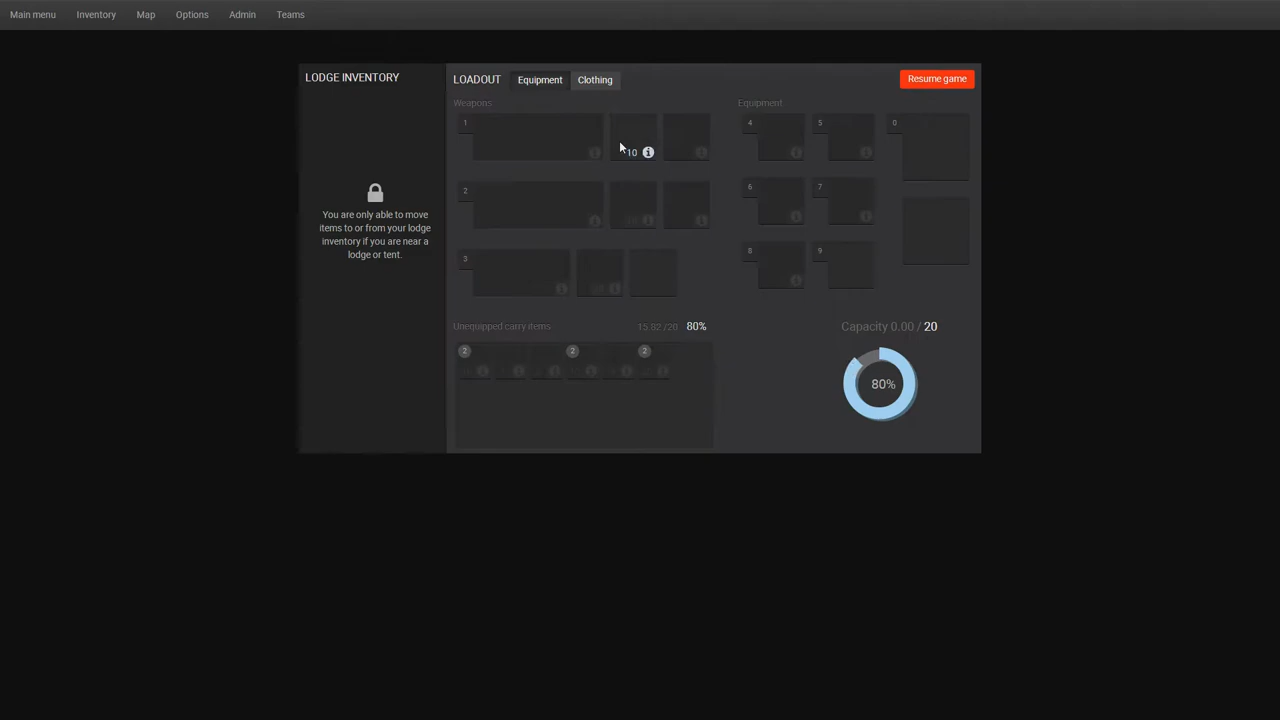 Main menu Inventory Map Options Admin Teams
LODGE INVENTORY
LOADOUT Equipment Clothing
Resume game
Weapons
Equipment
1
10
4
5
0
2
6
7
3
8
9
You are only able to move
items to or from your lodge
inventory if you are near a
lodge or tent.
Unequipped carry items 15.82 /20 80%
Capacity 0.00 / 20
2
2
2
80%